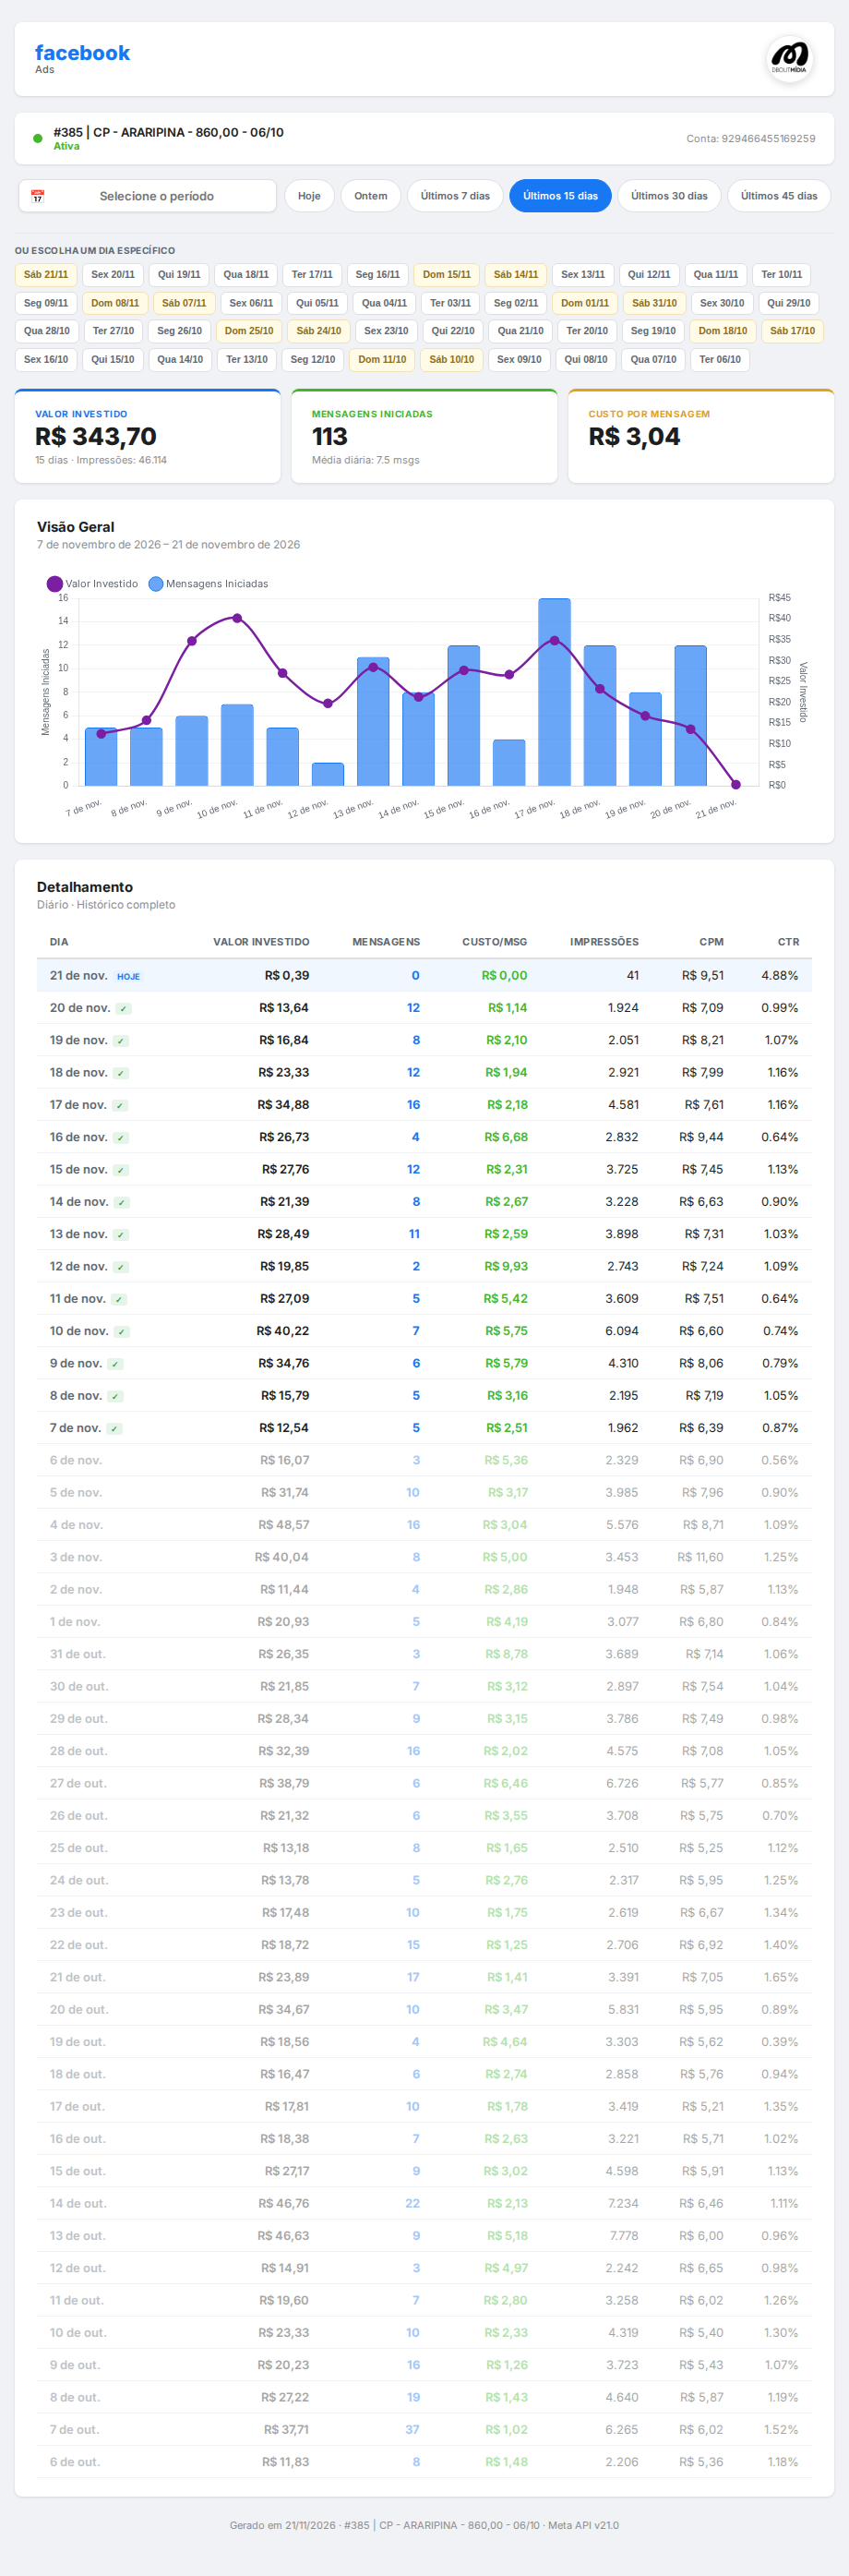 facebook
Ads
DBOUTMÍDIA
#385 | CP - ARARIPINA - 860,00 - 06/10
Ativa
Conta: 929466455169259
Selecione o período Hoje Ontem Últimos 7 dias Últimos 15 dias Últimos 30 dias Últimos 45 dias
OU ESCOLHA UM DIA ESPECÍFICO
Sáb 21/11 Sex 20/11 Qui 19/11 Qua 18/11 Ter 17/11 Seg 16/11 Dom 15/11 Sáb 14/11 Sex 13/11 Qui 12/11 Qua 11/11 Ter 10/11
Seg 09/11 Dom 08/11 Sáb 07/11 Sex 06/11 Qui 05/11 Qua 04/11 Ter 03/11 Seg 02/11 Dom 01/11 Sáb 31/10 Sex 30/10 Qui 29/10
Qua 28/10 Ter 27/10 Seg 26/10 Dom 25/10 Sáb 24/10 Sex 23/10 Qui 22/10 Qua 21/10 Ter 20/10 Seg 19/10 Dom 18/10 Sáb 17/10
Sex 16/10 Qui 15/10 Qua 14/10 Ter 13/10 Seg 12/10 Dom 11/10 Sáb 10/10 Sex 09/10 Qui 08/10 Qua 07/10 Ter 06/10
VALOR INVESTIDO
R$ 343,70
15 dias · Impressões: 46.114
MENSAGENS INICIADAS
113
Média diária: 7.5 msgs
CUSTO POR MENSAGEM
R$ 3,04
Visão Geral
7 de novembro de 2026 – 21 de novembro de 2026
Valor Investido Mensagens Iniciadas
Mensagens Iniciadas
16
14
12
10
8
6
4
2
0
R$45
R$40
R$35
R$30
R$25
R$20
R$15
R$10
R$5
R$0
Valor Investido
7 de nov. 8 de nov. 9 de nov. 10 de nov. 11 de nov. 12 de nov. 13 de nov. 14 de nov. 15 de nov. 16 de nov. 17 de nov. 18 de nov. 19 de nov. 20 de nov. 21 de nov.
Detalhamento
Diário · Histórico completo
DIA VALOR INVESTIDO MENSAGENS CUSTO/MSG IMPRESSÕES CPM CTR
21 de nov. HOJE R$ 0,39 0 R$ 0,00 41 R$ 9,51 4.88%
20 de nov. ✓ R$ 13,64 12 R$ 1,14 1.924 R$ 7,09 0.99%
19 de nov. ✓ R$ 16,84 8 R$ 2,10 2.051 R$ 8,21 1.07%
18 de nov. ✓ R$ 23,33 12 R$ 1,94 2.921 R$ 7,99 1.16%
17 de nov. ✓ R$ 34,88 16 R$ 2,18 4.581 R$ 7,61 1.16%
16 de nov. ✓ R$ 26,73 4 R$ 6,68 2.832 R$ 9,44 0.64%
15 de nov. ✓ R$ 27,76 12 R$ 2,31 3.725 R$ 7,45 1.13%
14 de nov. ✓ R$ 21,39 8 R$ 2,67 3.228 R$ 6,63 0.90%
13 de nov. ✓ R$ 28,49 11 R$ 2,59 3.898 R$ 7,31 1.03%
12 de nov. ✓ R$ 19,85 2 R$ 9,93 2.743 R$ 7,24 1.09%
11 de nov. ✓ R$ 27,09 5 R$ 5,42 3.609 R$ 7,51 0.64%
10 de nov. ✓ R$ 40,22 7 R$ 5,75 6.094 R$ 6,60 0.74%
9 de nov. ✓ R$ 34,76 6 R$ 5,79 4.310 R$ 8,06 0.79%
8 de nov. ✓ R$ 15,79 5 R$ 3,16 2.195 R$ 7,19 1.05%
7 de nov. ✓ R$ 12,54 5 R$ 2,51 1.962 R$ 6,39 0.87%
6 de nov. R$ 16,07 3 R$ 5,36 2.329 R$ 6,90 0.56%
5 de nov. R$ 31,74 10 R$ 3,17 3.985 R$ 7,96 0.90%
4 de nov. R$ 48,57 16 R$ 3,04 5.576 R$ 8,71 1.09%
3 de nov. R$ 40,04 8 R$ 5,00 3.453 R$ 11,60 1.25%
2 de nov. R$ 11,44 4 R$ 2,86 1.948 R$ 5,87 1.13%
1 de nov. R$ 20,93 5 R$ 4,19 3.077 R$ 6,80 0.84%
31 de out. R$ 26,35 3 R$ 8,78 3.689 R$ 7,14 1.06%
30 de out. R$ 21,85 7 R$ 3,12 2.897 R$ 7,54 1.04%
29 de out. R$ 28,34 9 R$ 3,15 3.786 R$ 7,49 0.98%
28 de out. R$ 32,39 16 R$ 2,02 4.575 R$ 7,08 1.05%
27 de out. R$ 38,79 6 R$ 6,46 6.726 R$ 5,77 0.85%
26 de out. R$ 21,32 6 R$ 3,55 3.708 R$ 5,75 0.70%
25 de out. R$ 13,18 8 R$ 1,65 2.510 R$ 5,25 1.12%
24 de out. R$ 13,78 5 R$ 2,76 2.317 R$ 5,95 1.25%
23 de out. R$ 17,48 10 R$ 1,75 2.619 R$ 6,67 1.34%
22 de out. R$ 18,72 15 R$ 1,25 2.706 R$ 6,92 1.40%
21 de out. R$ 23,89 17 R$ 1,41 3.391 R$ 7,05 1.65%
20 de out. R$ 34,67 10 R$ 3,47 5.831 R$ 5,95 0.89%
19 de out. R$ 18,56 4 R$ 4,64 3.303 R$ 5,62 0.39%
18 de out. R$ 16,47 6 R$ 2,74 2.858 R$ 5,76 0.94%
17 de out. R$ 17,81 10 R$ 1,78 3.419 R$ 5,21 1.35%
16 de out. R$ 18,38 7 R$ 2,63 3.221 R$ 5,71 1.02%
15 de out. R$ 27,17 9 R$ 3,02 4.598 R$ 5,91 1.13%
14 de out. R$ 46,76 22 R$ 2,13 7.234 R$ 6,46 1.11%
13 de out. R$ 46,63 9 R$ 5,18 7.778 R$ 6,00 0.96%
12 de out. R$ 14,91 3 R$ 4,97 2.242 R$ 6,65 0.98%
11 de out. R$ 19,60 7 R$ 2,80 3.258 R$ 6,02 1.26%
10 de out. R$ 23,33 10 R$ 2,33 4.319 R$ 5,40 1.30%
9 de out. R$ 20,23 16 R$ 1,26 3.723 R$ 5,43 1.07%
8 de out. R$ 27,22 19 R$ 1,43 4.640 R$ 5,87 1.19%
7 de out. R$ 37,71 37 R$ 1,02 6.265 R$ 6,02 1.52%
6 de out. R$ 11,83 8 R$ 1,48 2.206 R$ 5,36 1.18%
Gerado em 21/11/2026 · #385 | CP - ARARIPINA - 860,00 - 06/10 · Meta API v21.0